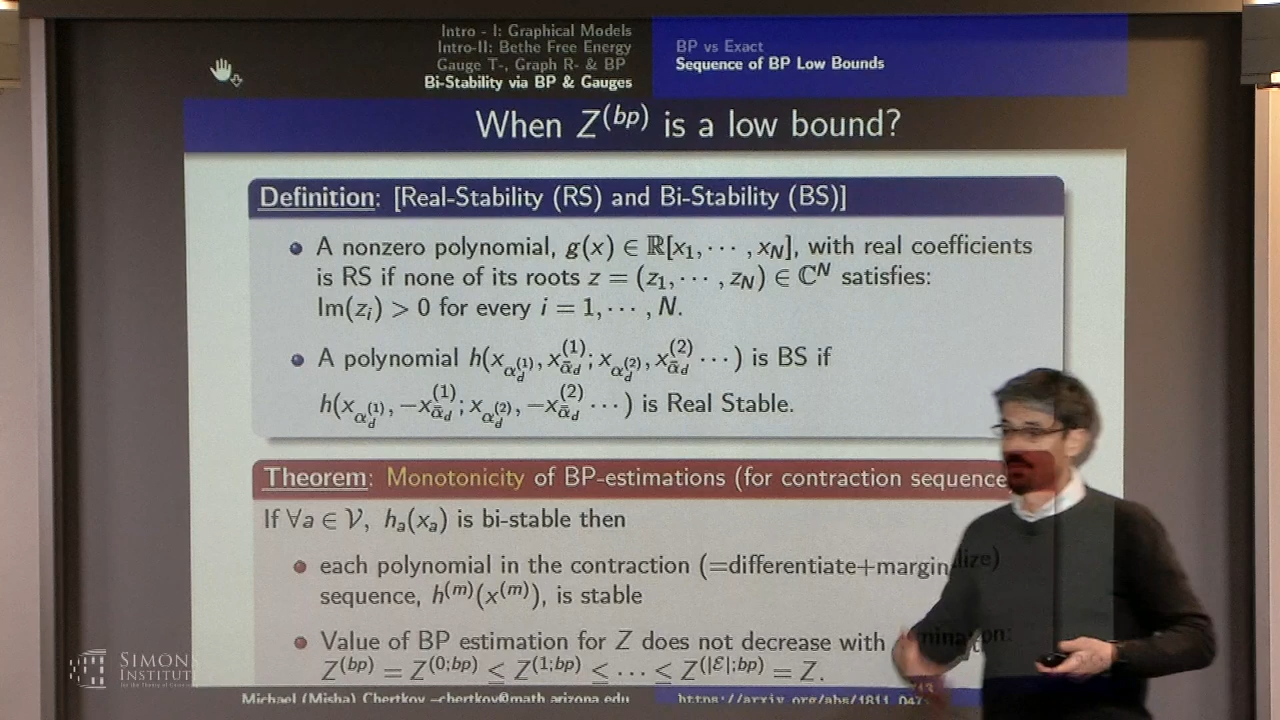 Intro - I: Graphical Models
Intro-II: Bethe Free Energy
Gauge T-, Graph R- & BP
Bi-Stability via BP & Gauges
BP vs Exact
Sequence of BP Low Bounds
When Z^(bp) is a low bound?
Definition: [Real-Stability (RS) and Bi-Stability (BS)]
A nonzero polynomial, g(x) ∈ ℝ[x₁, ⋯ , x_N], with real coefficients
is RS if none of its roots z = (z₁, ⋯ , z_N) ∈ ℂ^N satisfies:
Im(z_i) > 0 for every i = 1, ⋯ , N.
A polynomial h(x_{α_d^(1)}, x_{ᾱ_d}^(1); x_{α_d^(2)}, x_{ᾱ_d}^(2) ⋯ ) is BS if
h(x_{α_d^(1)}, −x_{ᾱ_d}^(1); x_{α_d^(2)}, −x_{ᾱ_d}^(2) ⋯ ) is Real Stable.
Theorem: Monotonicity of BP-estimations (for contraction sequence
If ∀a ∈ 𝒱, h_a(x_a) is bi-stable then
each polynomial in the contraction (=differentiate+marginalize)
sequence, h^(m)(x^(m)), is stable
Value of BP estimation for Z does not decrease with
Z^(bp) = Z^(0;bp) ≤ Z^(1;bp) ≤ ⋯ ≤ Z^(|ℰ|;bp) = Z.
Michael (Misha) Chertkov –chertkov@math.arizona.edu
https://arxiv.org/abs/1811.047
SIMONS
INSTITUTE